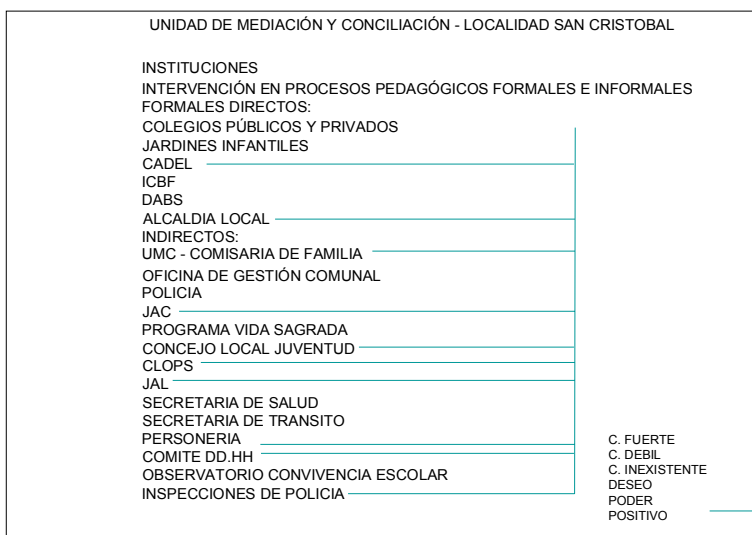 UNIDAD DE MEDIACIÓN Y CONCILIACIÓN - LOCALIDAD SAN CRISTOBAL
INSTITUCIONES
INTERVENCIÓN EN PROCESOS PEDAGÓGICOS FORMALES E INFORMALES
FORMALES DIRECTOS:
COLEGIOS PÚBLICOS Y PRIVADOS
JARDINES INFANTILES
CADEL
ICBF
DABS
ALCALDIA LOCAL
INDIRECTOS:
UMC - COMISARIA DE FAMILIA
OFICINA DE GESTIÓN COMUNAL
POLICIA
JAC
PROGRAMA VIDA SAGRADA
CONCEJO LOCAL JUVENTUD
CLOPS
JAL
SECRETARIA DE SALUD
SECRETARIA DE TRANSITO
PERSONERIA
COMITE DD.HH
OBSERVATORIO CONVIVENCIA ESCOLAR
INSPECCIONES DE POLICIA
C. FUERTE
C. DEBIL
C. INEXISTENTE
DESEO
PODER
POSITIVO